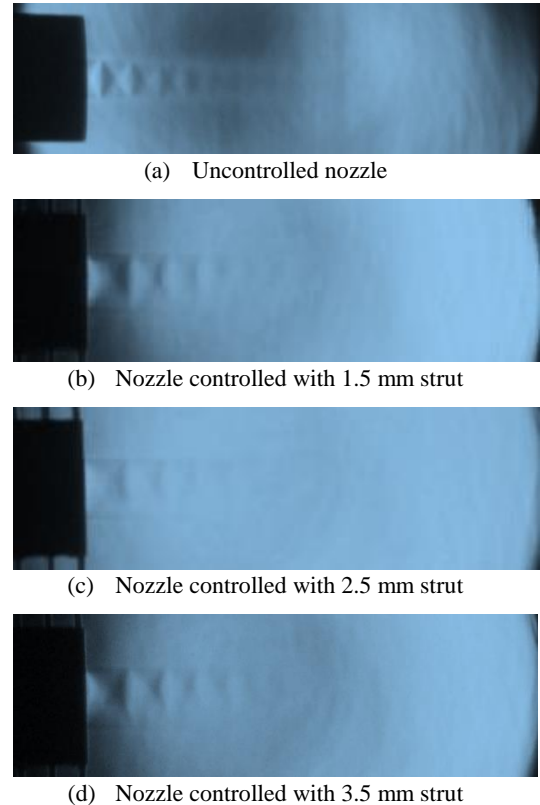 (a) Uncontrolled nozzle
(b) Nozzle controlled with 1.5 mm strut
(c) Nozzle controlled with 2.5 mm strut
(d) Nozzle controlled with 3.5 mm strut